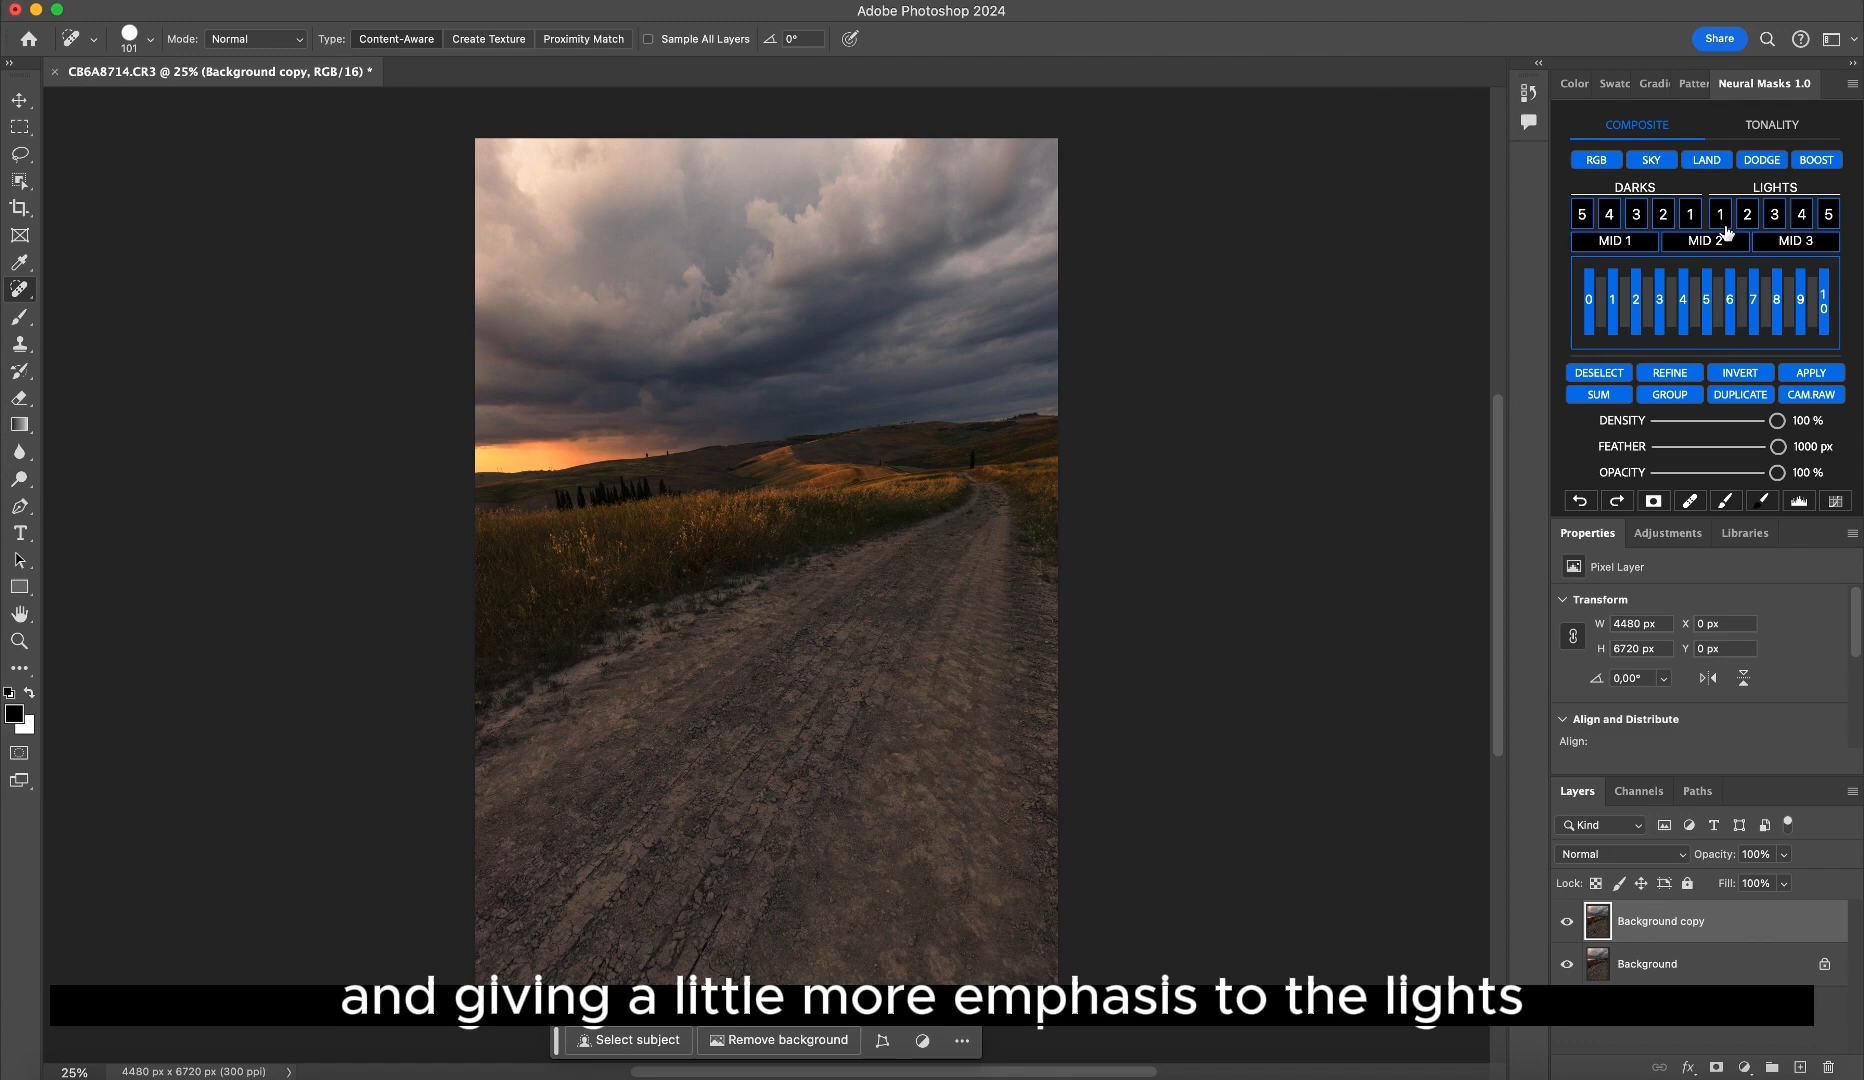 Adobe Photoshop 2024
101
Mode: Normal
Type: Content-Aware Create Texture Proximity Match
Sample All Layers
0°
Share
CB6A8714.CR3 @ 25% (Background copy, RGB/16) *
Color Swatc Gradi Patter Neural Masks 1.0
COMPOSITE TONALITY
RGB SKY LAND DODGE BOOST
DARKS LIGHTS
5 4 3 2 1 1 2 3 4 5
MID 1 MID 2 MID 3
0 1 2 3 4 5 6 7 8 9 10
DESELECT REFINE INVERT APPLY
SUM GROUP DUPLICATE CAM.RAW
DENSITY 100 %
FEATHER 1000 px
OPACITY 100 %
Properties Adjustments Libraries
Pixel Layer
Transform
W 4480 px X 0 px
H 6720 px Y 0 px
0,00°
Align and Distribute
Align:
Layers Channels Paths
Kind
Normal Opacity: 100%
Lock: Fill: 100%
Background copy
Background
and giving a little more emphasis to the lights
Select subject Remove background
25% 4480 px x 6720 px (300 ppi)
fx